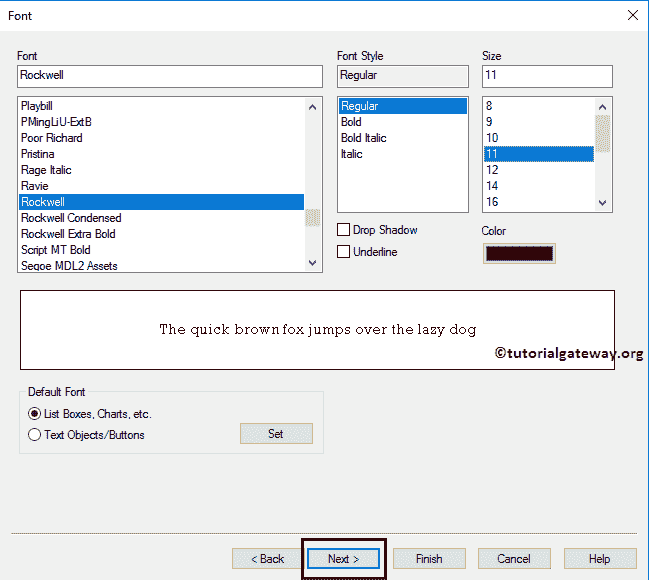 Font
Font
Font Style
Size
Rockwell
Regular
11
Playbill
PMingLiU-ExtB
Poor Richard
Pristina
Rage Italic
Ravie
Rockwell
Rockwell Condensed
Rockwell Extra Bold
Script MT Bold
Segoe MDL2 Assets
Regular
Bold
Bold Italic
Italic
8
9
10
11
12
14
16
Drop Shadow
Underline
Color
The quick brown fox jumps over the lazy dog
©tutorialgateway.org
Default Font
List Boxes, Charts, etc.
Text Objects/Buttons
Set
< Back
Next >
Finish
Cancel
Help